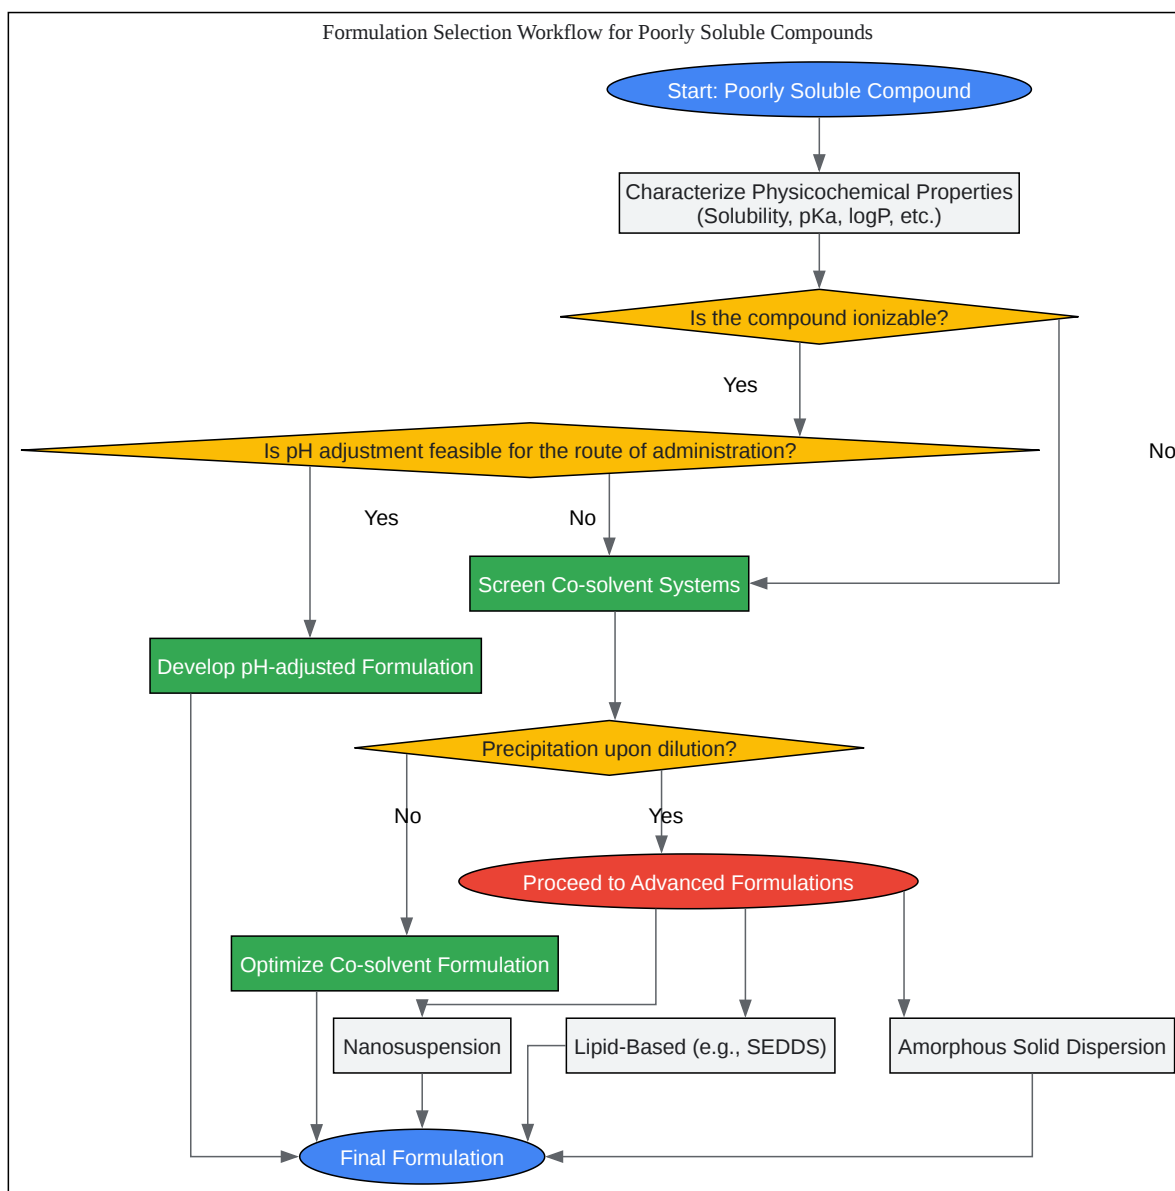 Formulation Selection Workflow for Poorly Soluble Compounds
Start: Poorly Soluble Compound
Characterize Physicochemical Properties
(Solubility, pKa, logP, etc.)
Is the compound ionizable?
Yes
Is pH adjustment feasible for the route of administration?
No
Yes
No
Screen Co-solvent Systems
Develop pH-adjusted Formulation
Precipitation upon dilution?
No
Yes
Proceed to Advanced Formulations
Optimize Co-solvent Formulation
Nanosuspension
Lipid-Based (e.g., SEDDS)
Amorphous Solid Dispersion
Final Formulation